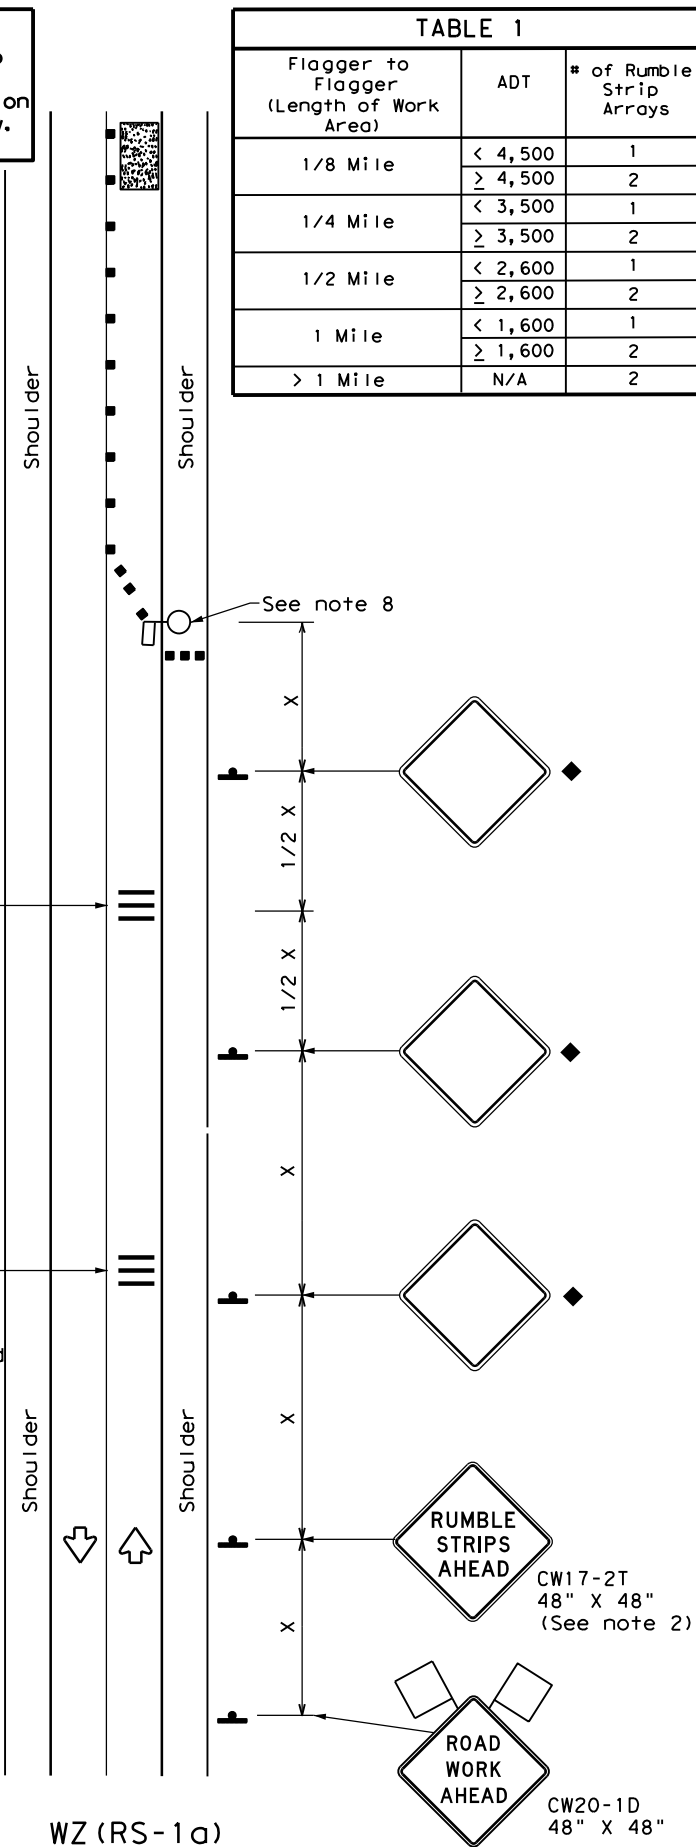 on
TABLE 1
Flagger to
Flagger
(Length of Work
Area)
ADT
# of Rumble
Strip
Arrays
1/8 Mile
< 4,500
1
≥ 4,500
2
1/4 Mile
< 3,500
1
≥ 3,500
2
1/2 Mile
< 2,600
1
≥ 2,600
2
1 Mile
< 1,600
1
≥ 1,600
2
> 1 Mile
N/A
2
Shoulder
Shoulder
See note 8
X
1/2 X
1/2 X
X
X
Shoulder
Shoulder
RUMBLE
STRIPS
AHEAD
CW17-2T
48" X 48"
(See note 2)
X
ROAD
WORK
AHEAD
CW20-1D
48" X 48"
WZ(RS-1a)